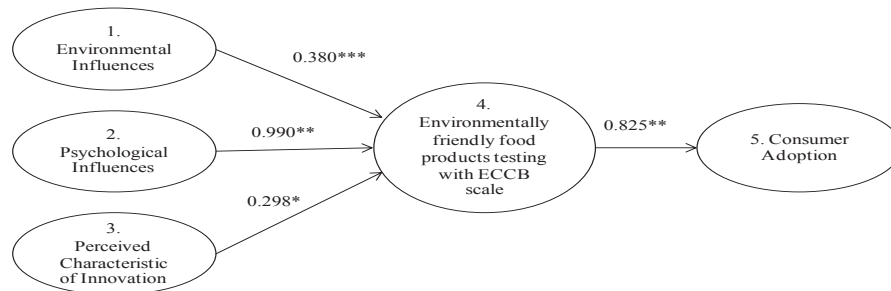 1.
Environmental
Influences
0.380***
2.
Psychological
Influences
0.990**
3.
Perceived
Characteristic
of Innovation
0.298*
4.
Environmentally
friendly food
products testing
with ECCB
scale
0.825**
5. Consumer
Adoption